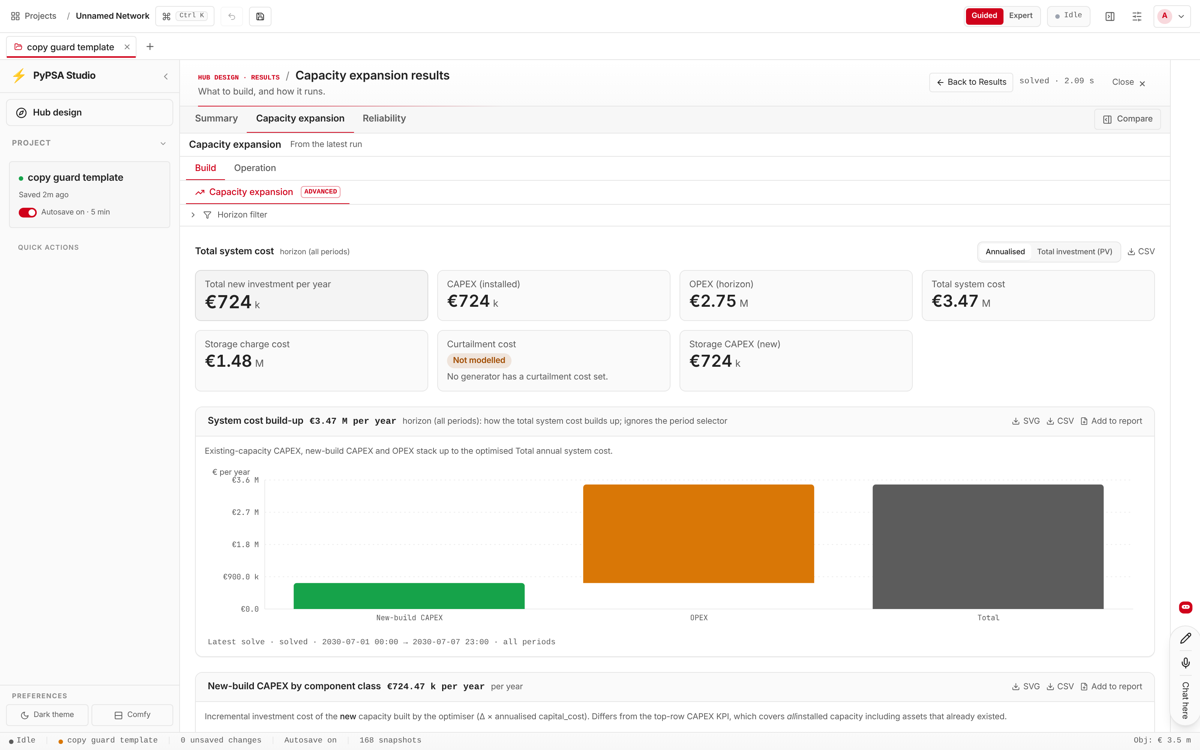 Projects / Unnamed Network ⌘ Ctrl K Guided Expert Idle A
copy guard template × +
PyPSA Studio
Hub design
PROJECT
copy guard template
Saved 2m ago
Autosave on · 5 min
QUICK ACTIONS
HUB DESIGN · RESULTS / Capacity expansion results
What to build, and how it runs.
← Back to Results solved · 2.09 s Close ×
Summary Capacity expansion Reliability Compare
Capacity expansion From the latest run
Build Operation
Capacity expansion ADVANCED
Horizon filter
Total system cost horizon (all periods) Annualised Total investment (PV) CSV
Total new investment per year
€724 k
CAPEX (installed)
€724 k
OPEX (horizon)
€2.75 M
Total system cost
€3.47 M
Storage charge cost
€1.48 M
Curtailment cost
Not modelled
No generator has a curtailment cost set.
Storage CAPEX (new)
€724 k
System cost build-up €3.47 M per year horizon (all periods): how the total system cost builds up; ignores the period selector SVG CSV Add to report
Existing-capacity CAPEX, new-build CAPEX and OPEX stack up to the optimised Total annual system cost.
€ per year
€3.6 M
€2.7 M
€1.8 M
€900.0 k
€0.0
New-build CAPEX OPEX Total
Latest solve · solved · 2030-07-01 00:00 → 2030-07-07 23:00 · all periods
New-build CAPEX by component class €724.47 k per year per year SVG CSV Add to report
Incremental investment cost of the new capacity built by the optimiser (Δ × annualised capital_cost). Differs from the top-row CAPEX KPI, which covers allinstalled capacity including assets that already existed.
Chat here
PREFERENCES
Dark theme Comfy
Idle copy guard template 0 unsaved changes Autosave on 168 snapshots Obj: € 3.5 m